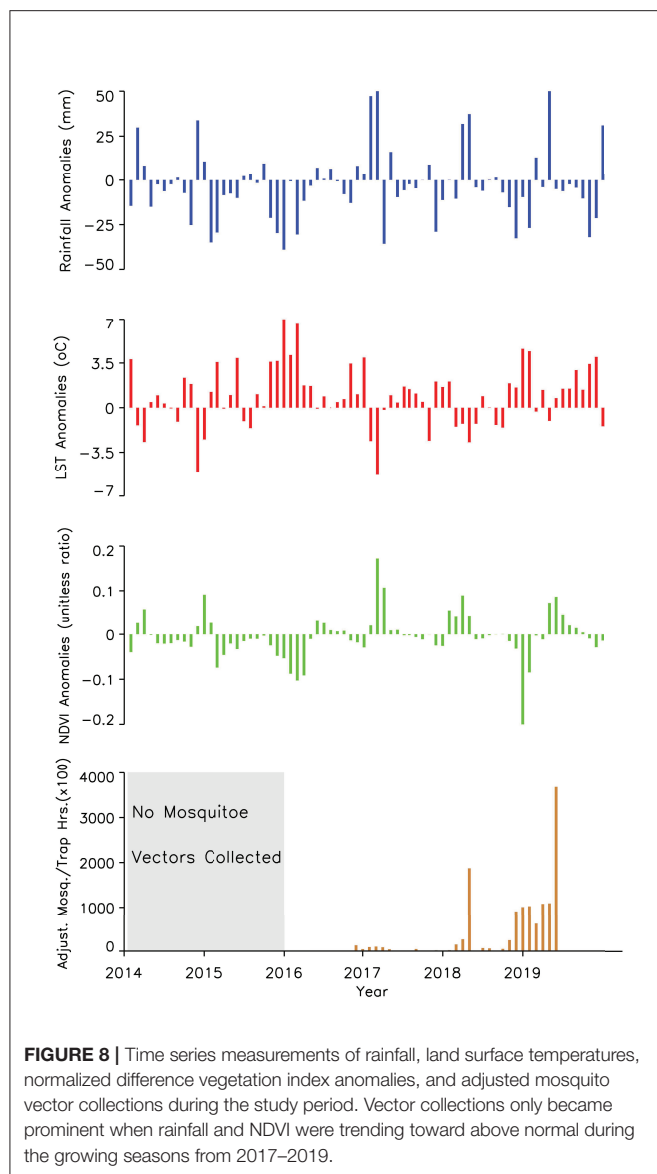 50
25
0
−25
−50
Rainfall Anomalies (mm)
7
3.5
0
−3.5
−7
LST Anomalies (oC)
0.2
0.1
0
−0.1
−0.2
NDVI Anomalies (unitless ratio)
4000
3000
2000
1000
0
Adjust. Mosq./Trap Hrs.(x100)
No Mosquitoe
Vectors Collected
2014 2015 2016 2017 2018 2019
Year
FIGURE 8 | Time series measurements of rainfall, land surface temperatures,
normalized difference vegetation index anomalies, and adjusted mosquito
vector collections during the study period. Vector collections only became
prominent when rainfall and NDVI were trending toward above normal during
the growing seasons from 2017–2019.